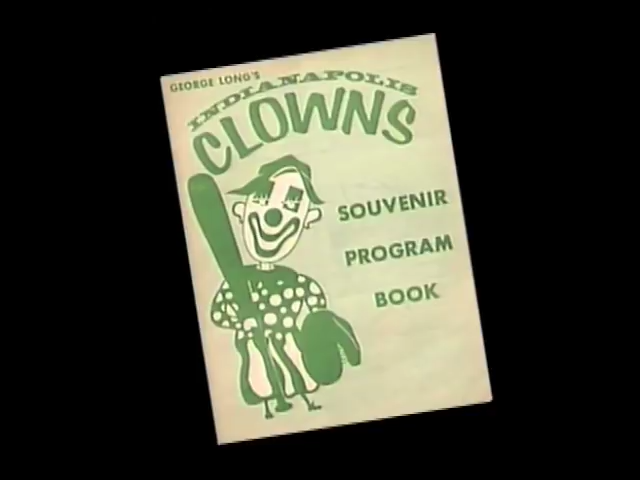 GEORGE LONG'S
INDIANAPOLIS
CLOWNS
SOUVENIR
PROGRAM
BOOK